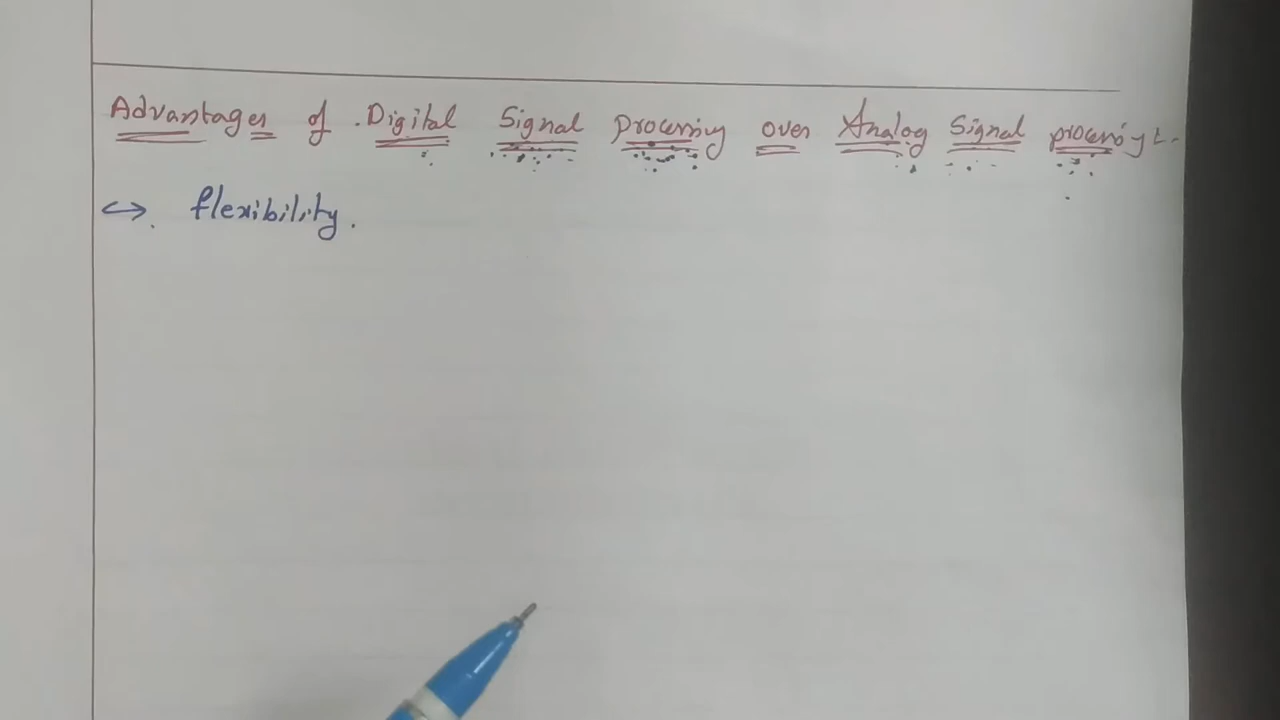 Advantages of Digital Signal Processing over Analog Signal processing.
↔ flexibility.